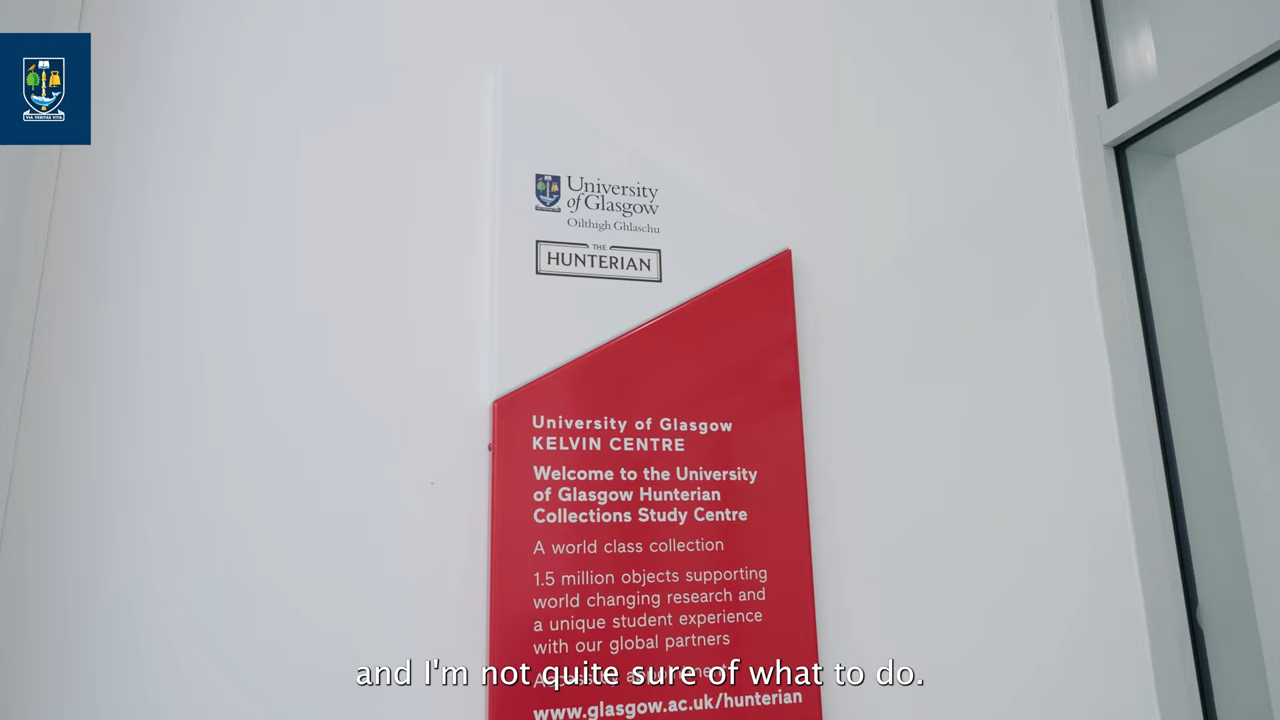 VIA VERITAS VITA
University
of Glasgow
Oilthigh Ghlaschu
THE
HUNTERIAN
University of Glasgow
KELVIN CENTRE
Welcome to the University
of Glasgow Hunterian
Collections Study Centre
A world class collection
1.5 million objects supporting
world changing research and
a unique student experience
with our global partners
and I'm not quite sure of what to do.
www.glasgow.ac.uk/hunterian